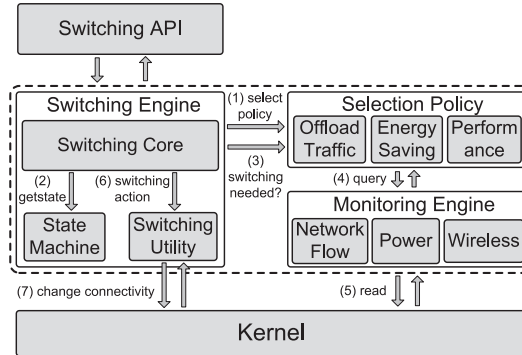 Switching API
Switching Engine
(1) select
policy
Selection Policy
Switching Core
Offload
Traffic
Energy
Saving
Perform
ance
(2)
getstate
(6) switching
action
(3)
switching
needed?
(4) query
State
Machine
Switching
Utility
Monitoring Engine
Network
Flow
Power
Wireless
(7) change connectivity
(5) read
Kernel